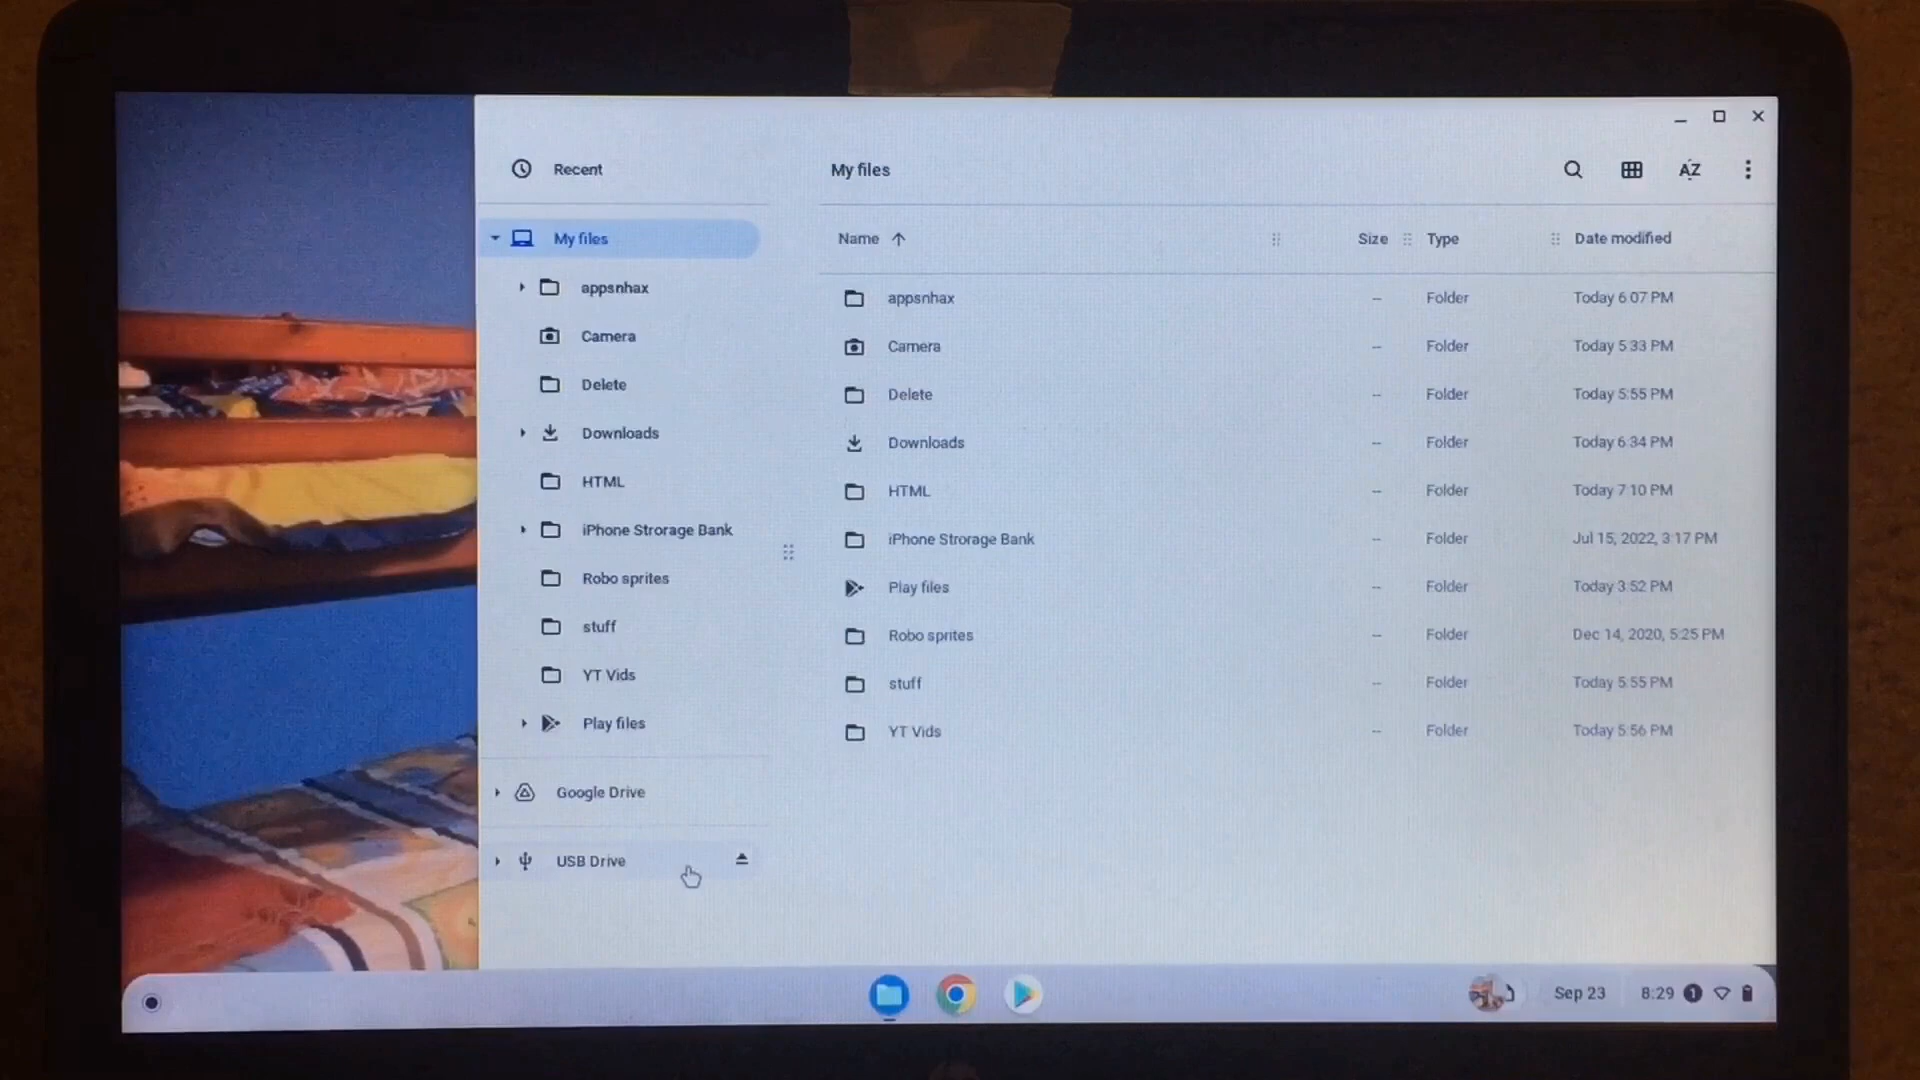 Recent
My files
appsnhax
Camera
Delete
Downloads
HTML
iPhone Strorage Bank
Robo sprites
stuff
YT Vids
Play files
Google Drive
USB Drive
My files
AZ
Name Size Type Date modified
appsnhax -- Folder Today 6:07 PM
Camera -- Folder Today 5:33 PM
Delete -- Folder Today 5:55 PM
Downloads -- Folder Today 6:34 PM
HTML -- Folder Today 7:10 PM
iPhone Strorage Bank -- Folder Jul 15, 2022, 3:17 PM
Play files -- Folder Today 3:52 PM
Robo sprites -- Folder Dec 14, 2020, 5:25 PM
stuff -- Folder Today 5:55 PM
YT Vids -- Folder Today 5:56 PM
Sep 23 8:29 1